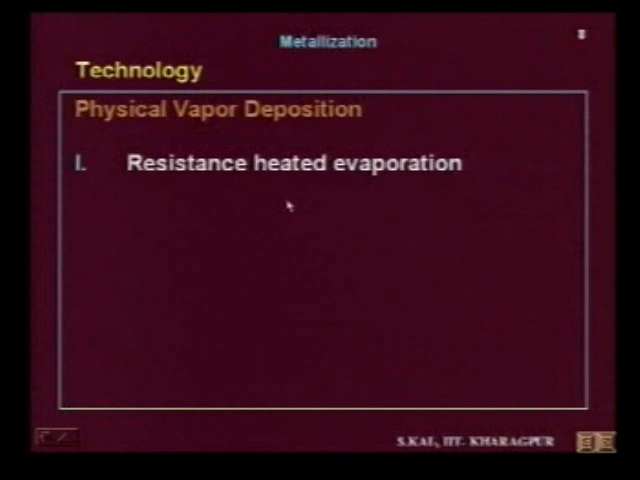 Metallization
8
Technology
Physical Vapor Deposition
I. Resistance heated evaporation
S.KAL, IIT- KHARAGPUR